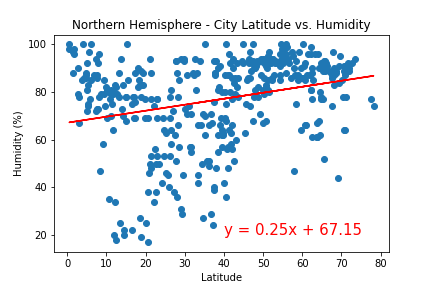 Northern Hemisphere - City Latitude vs. Humidity
100
80
60
40
20
Humidity (%)
y = 0.25x + 67.15
0 10 20 30 40 50 60 70 80
Latitude